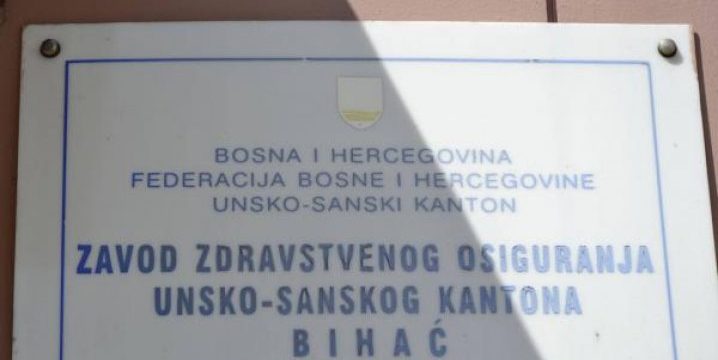 BOSNA I HERCEGOVINA
FEDERACIJA BOSNE I HERCEGOVINE
UNSKO-SANSKI KANTON
ZAVOD ZDRAVSTVENOG OSIGURANJA
UNSKO-SANSKOG KANTONA
BIHAĆ